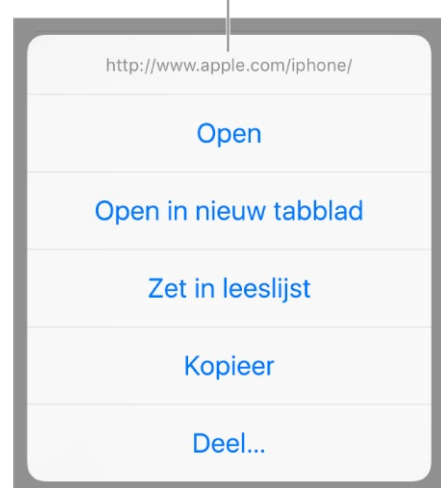 http://www.apple.com/iphone/
Open
Open in nieuw tabblad
Zet in leeslijst
Kopieer
Deel...